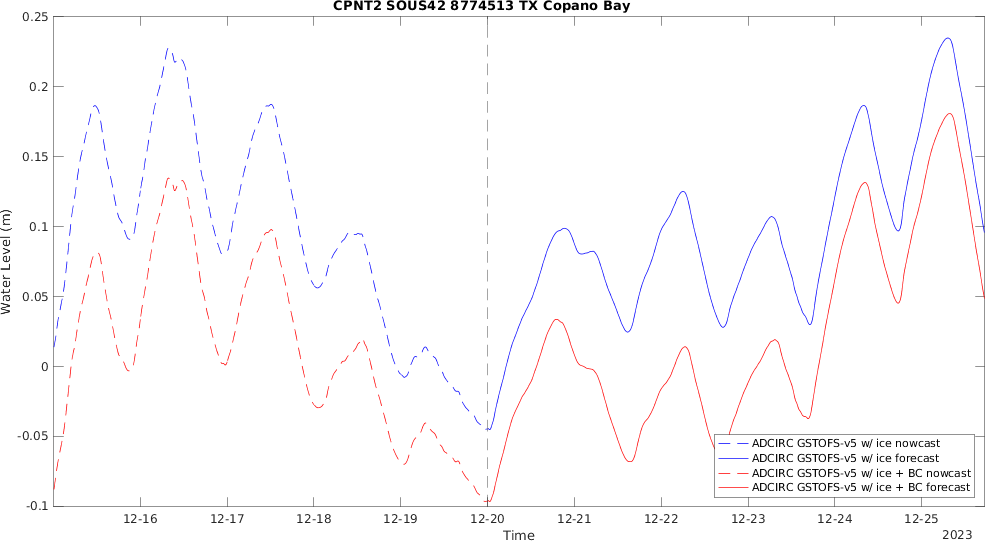 CPNT2 SOUS42 8774513 TX Copano Bay
0.25
0.2
0.15
0.1
0.05
0
-0.05
-0.1
Water Level (m)
12-16
12-17
12-18
12-19
12-20
12-21
12-22
12-23
12-24
12-25
Time
2023
ADCIRC GSTOFS-v5 w/ ice nowcast
ADCIRC GSTOFS-v5 w/ ice forecast
ADCIRC GSTOFS-v5 w/ ice + BC nowcast
ADCIRC GSTOFS-v5 w/ ice + BC forecast